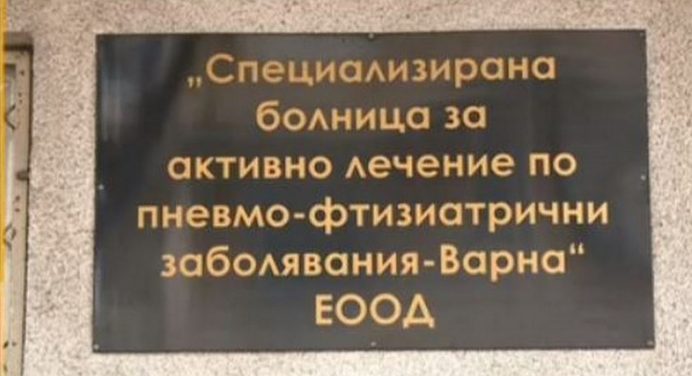 „Специализирана
болница за
активно лечение по
пневмо-фтизиатрични
заболявания-Варна“
ЕООД